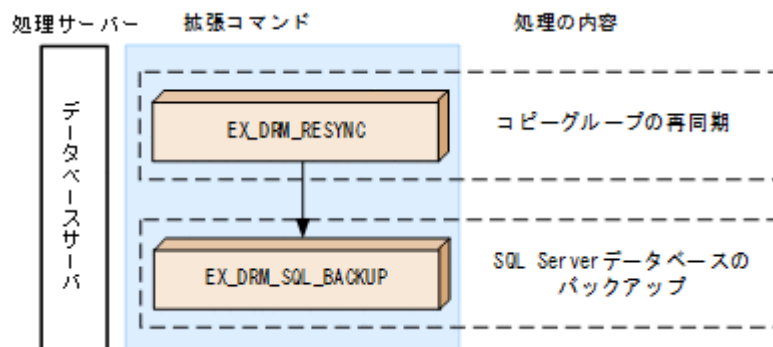 処理サーバー
拡張コマンド
処理の内容
データベースサーバ
EX_DRM_RESYNC
コピーグループの再同期
EX_DRM_SQL_BACKUP
SQL Serverデータベースの
バックアップ